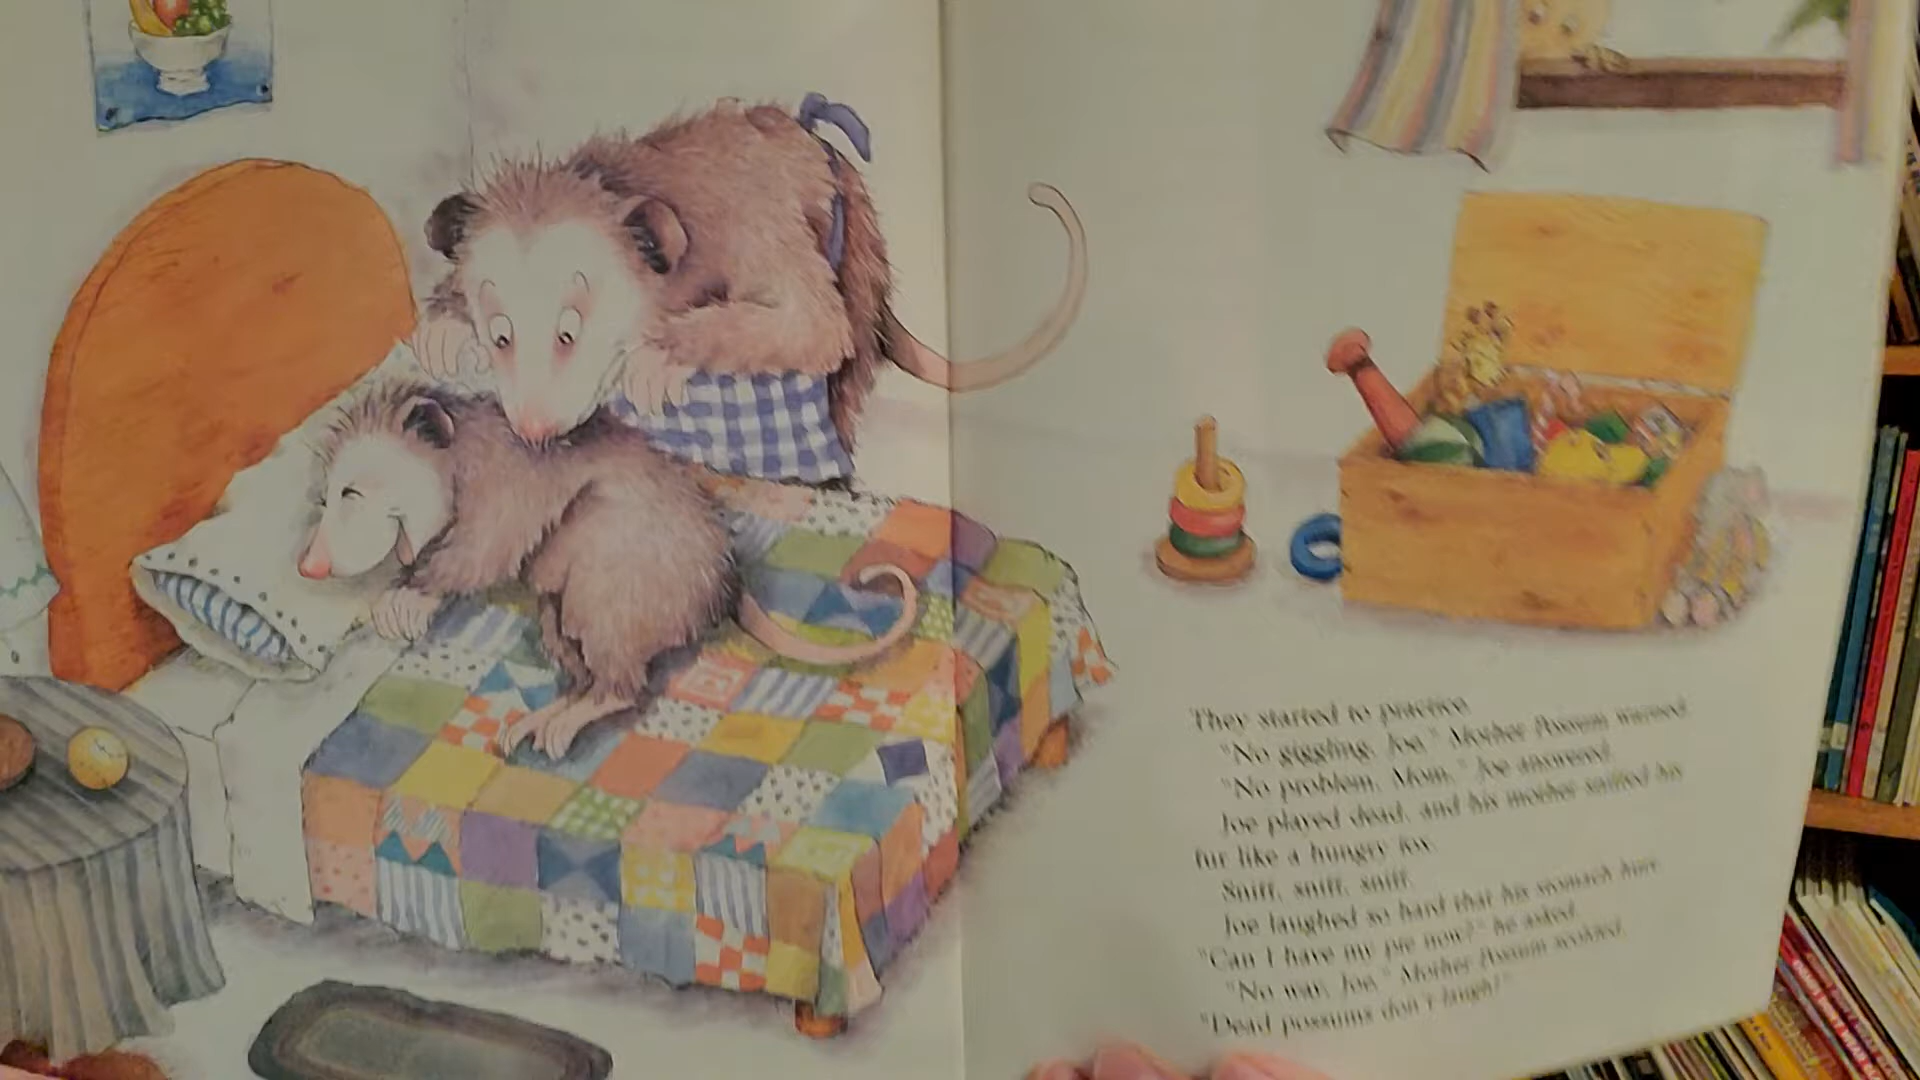 They started to practice.
"No giggling, Joe," Mother Possum warned.
"No problem, Mom," Joe answered.
Joe played dead, and his mother sniffed his
fur like a hungry fox.
Sniff, sniff, sniff.
Joe laughed so hard that his stomach hurt.
"Can I have my pie now?" he asked.
"No way, Joe," Mother Possum scolded.
"Dead possums don't laugh!"